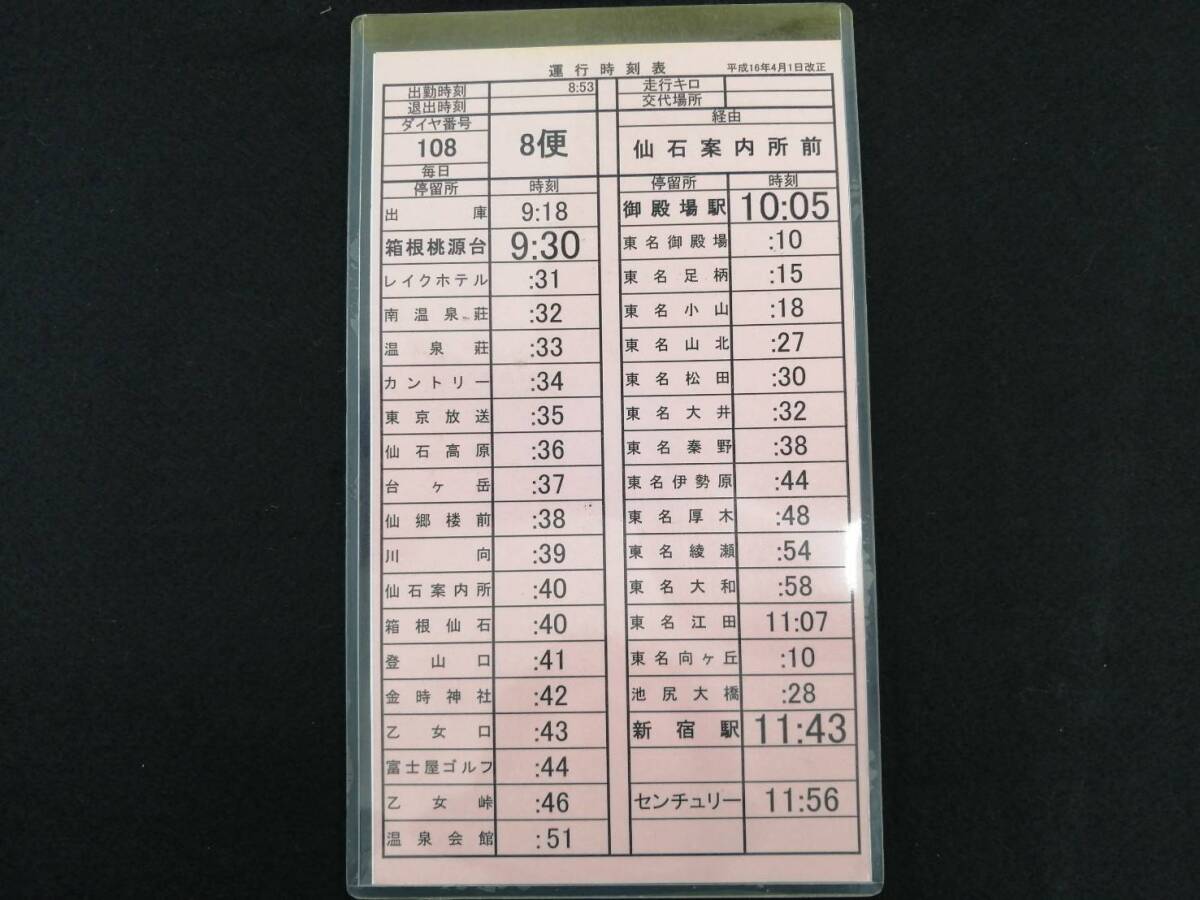 運行時刻表 平成16年4月1日改正
出勤時刻 8:53 走行キロ
退出時刻 交代場所
ダイヤ番号 経由
108 8便 仙石案内所前
毎日
停留所 時刻 停留所 時刻
出庫 9:18 御殿場駅 10:05
箱根桃源台 9:30 東名御殿場 :10
レイクホテル :31 東名足柄 :15
南温泉荘 :32 東名小山 :18
温泉荘 :33 東名山北 :27
カントリー :34 東名松田 :30
東京放送 :35 東名大井 :32
仙石高原 :36 東名秦野 :38
台ヶ岳 :37 東名伊勢原 :44
仙郷楼前 :38 東名厚木 :48
川向 :39 東名綾瀬 :54
仙石案内所 :40 東名大和 :58
箱根仙石 :40 東名江田 11:07
登山口 :41 東名向ヶ丘 :10
金時神社 :42 池尻大橋 :28
乙女口 :43 新宿駅 11:43
富士屋ゴルフ :44
乙女峠 :46 センチュリー 11:56
温泉会館 :51